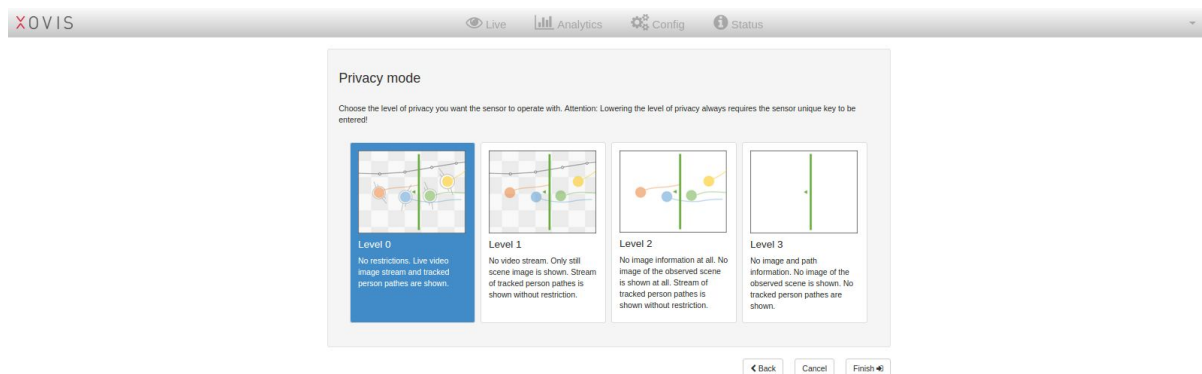 XOVIS
Live Analytics Config Status
Privacy mode
Choose the level of privacy you want the sensor to operate with. Attention: Lowering the level of privacy always requires the sensor unique key to be
entered!
Level 0
No restrictions. Live video
image stream and tracked
person pathes are shown.
Level 1
No video stream. Only still
scene image is shown. Stream
of tracked person pathes is
shown without restriction.
Level 2
No image information at all. No
image of the observed scene
is shown at all. Stream of
tracked person pathes is
shown without restriction.
Level 3
No image and path
information. No image of the
observed scene is shown. No
tracked person pathes are
shown.
Back Cancel Finish